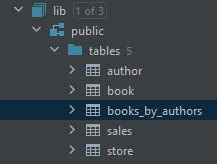 lib 1 of 3
public
tables 5
author
book
books_by_authors
sales
store